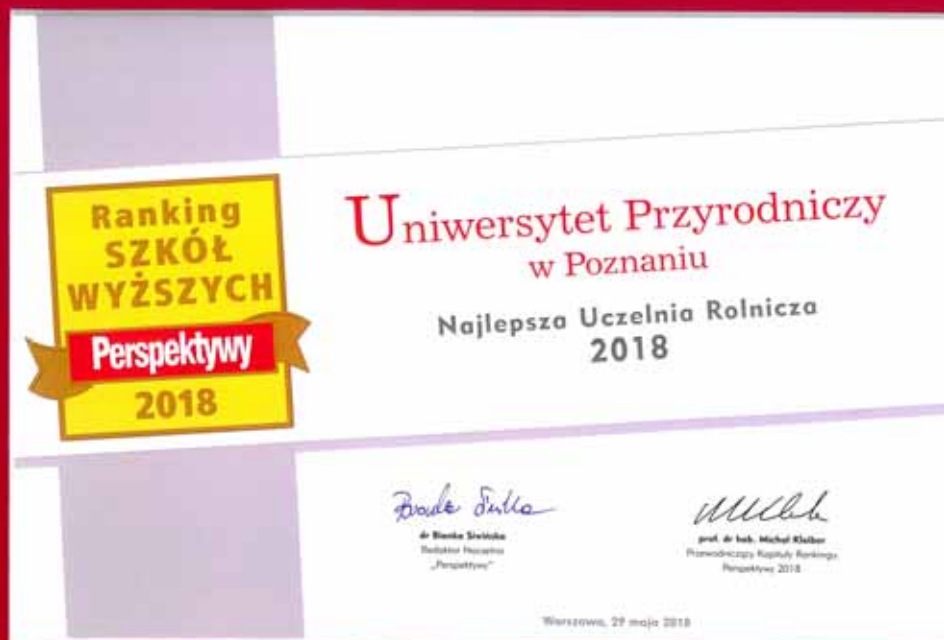 Ranking
SZKÓŁ
WYŻSZYCH
Perspektywy
2018
Uniwersytet Przyrodniczy
w Poznaniu
Najlepsza Uczelnia Rolnicza
2018
dr Bianka Siwińska
Redaktor Naczelna
„Perspektywy”
prof. dr hab. Michał Kleiber
Przewodniczący Kapituły Rankingu
Perspektywy 2018
Warszawa, 29 maja 2018